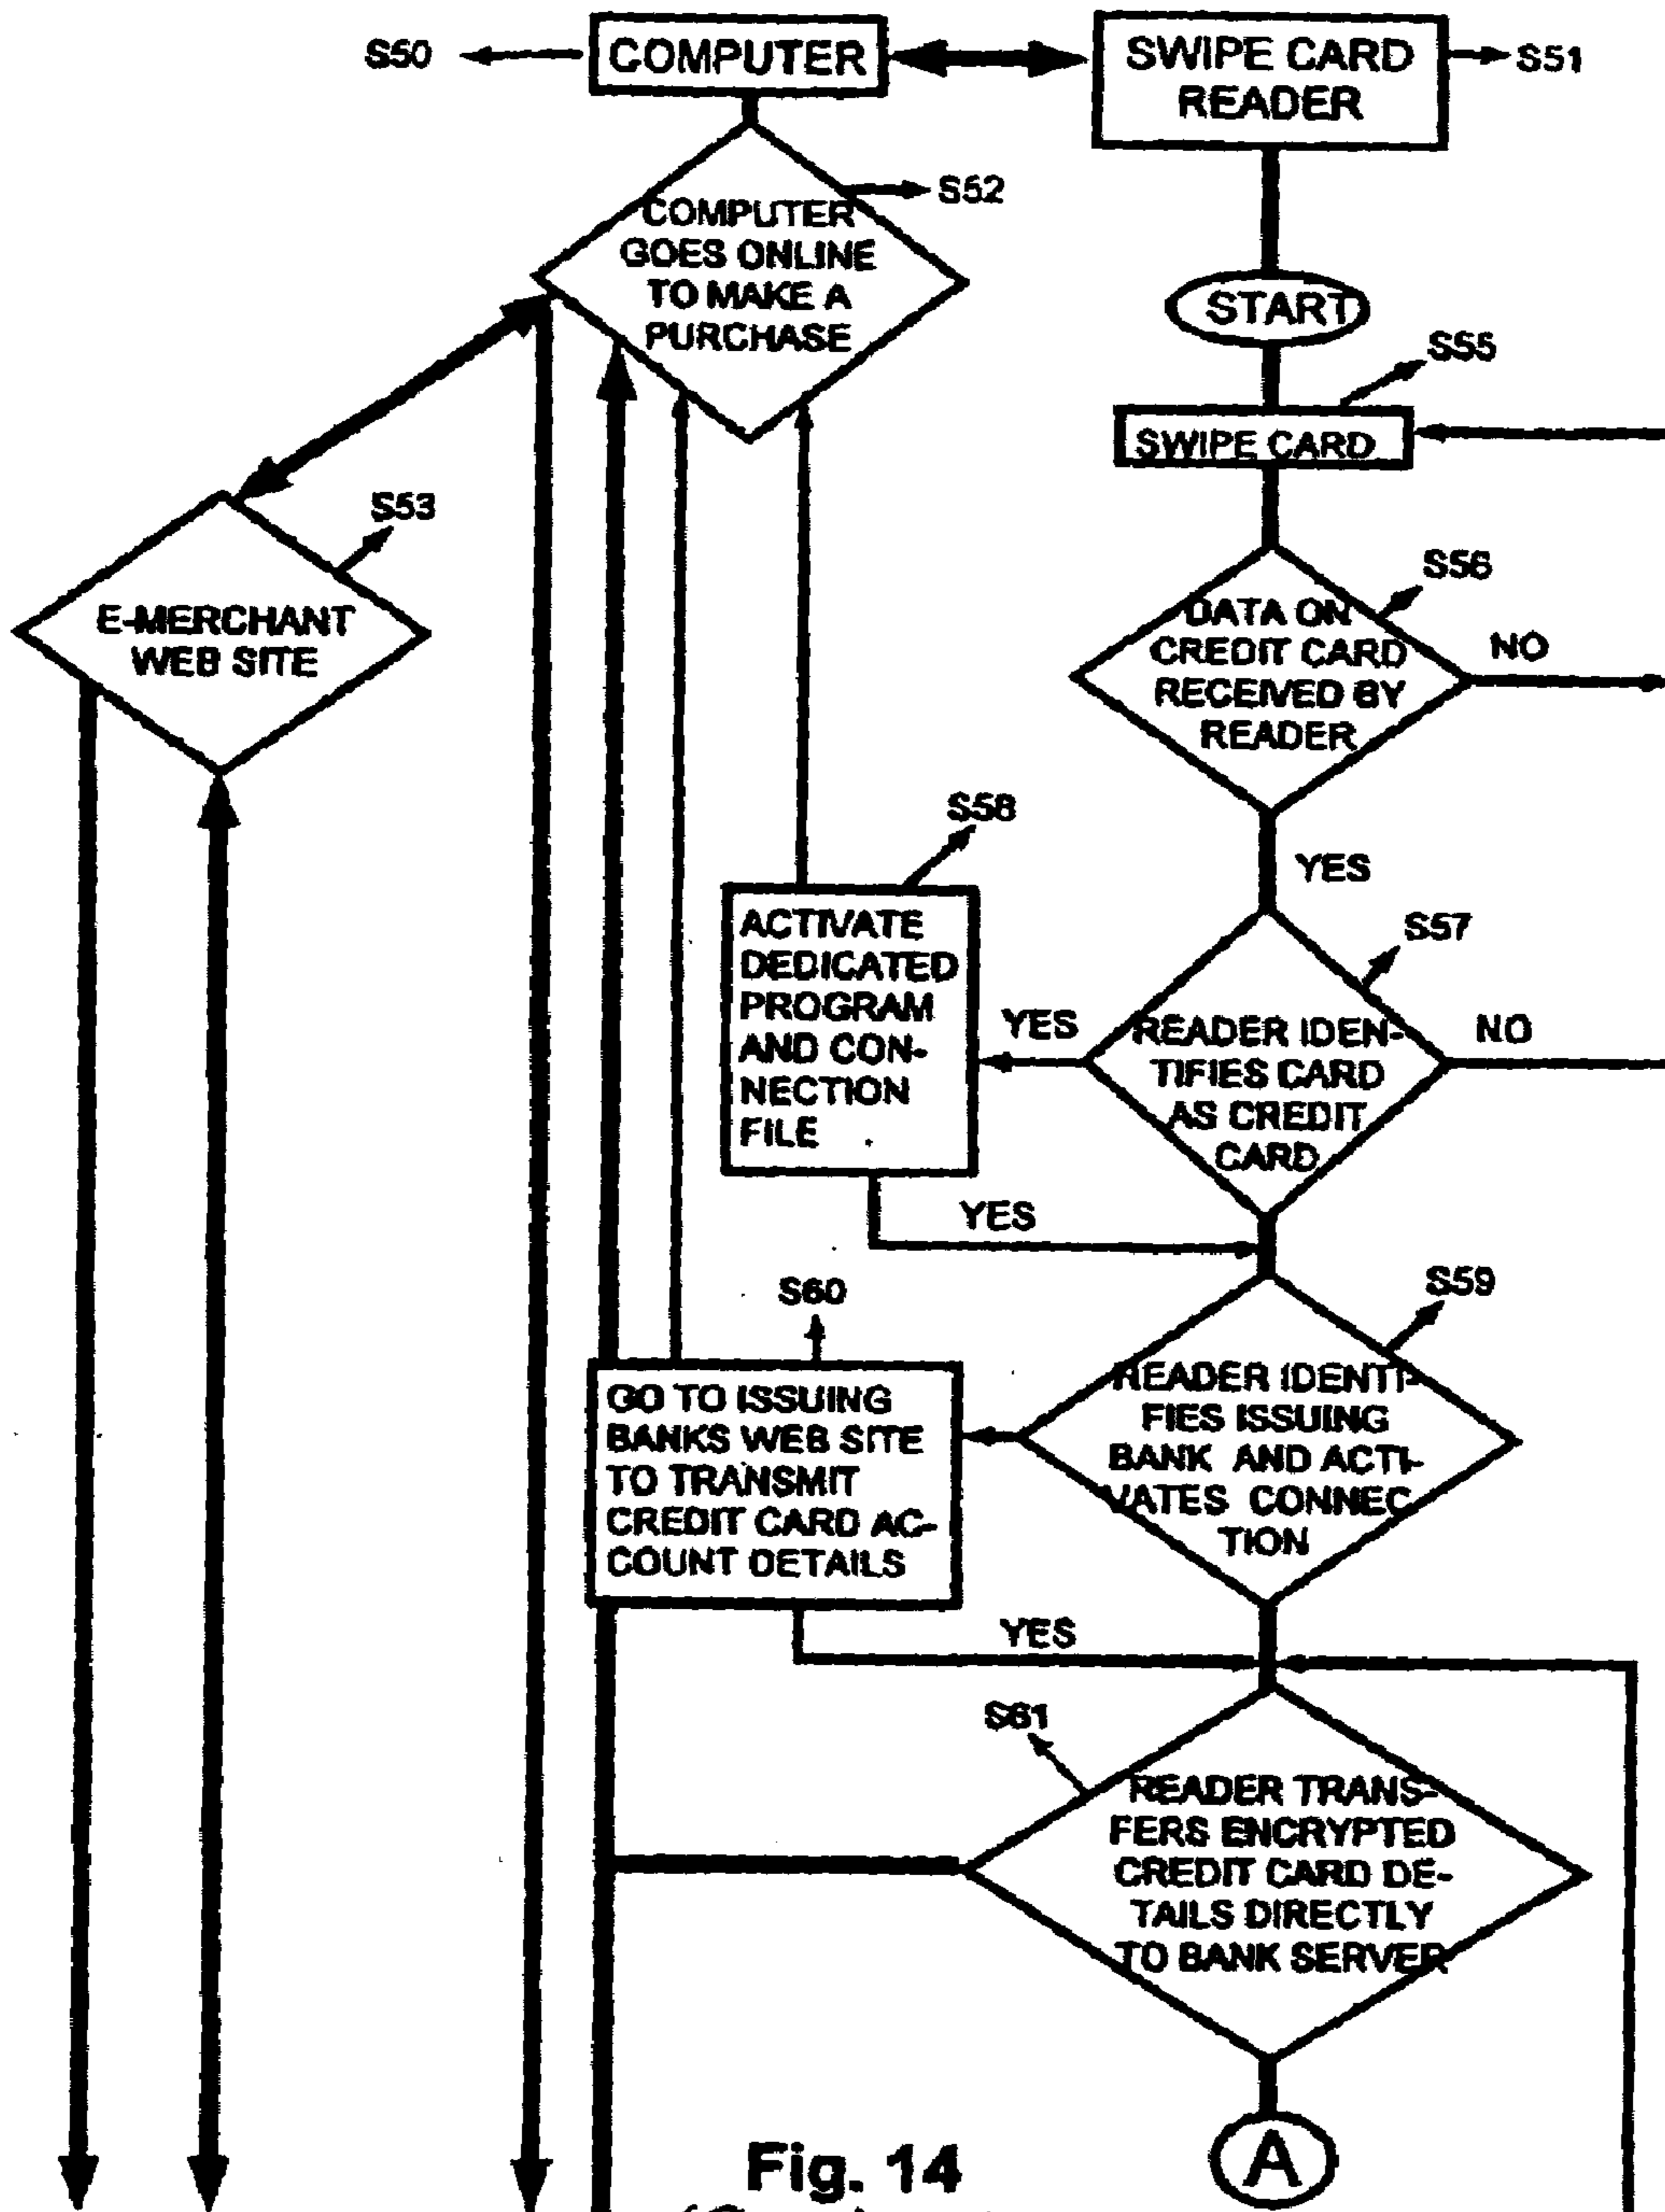 S50
COMPUTER
SWIPE CARD
READER
S51
S52
COMPUTER
GOES ONLINE
TO MAKE A
PURCHASE
START
S55
SWIPE CARD
S53
E-MERCHANT
WEB SITE
S56
DATA ON
CREDIT CARD
RECEIVED BY
READER
NO
YES
S58
ACTIVATE
DEDICATED
PROGRAM
AND CON-
NECTION
FILE
YES
S57
READER IDEN-
TIFIES CARD
AS CREDIT
CARD
NO
YES
S60
GO TO ISSUING
BANKS WEB SITE
TO TRANSMIT
CREDIT CARD AC-
COUNT DETAILS
S59
READER IDENTI-
FIES ISSUING
BANK AND ACTI-
VATES CONNEC
TION
YES
S61
READER TRANS-
FERS ENCRYPTED
CREDIT CARD DE-
TAILS DIRECTLY
TO BANK SERVER
A
Fig. 14